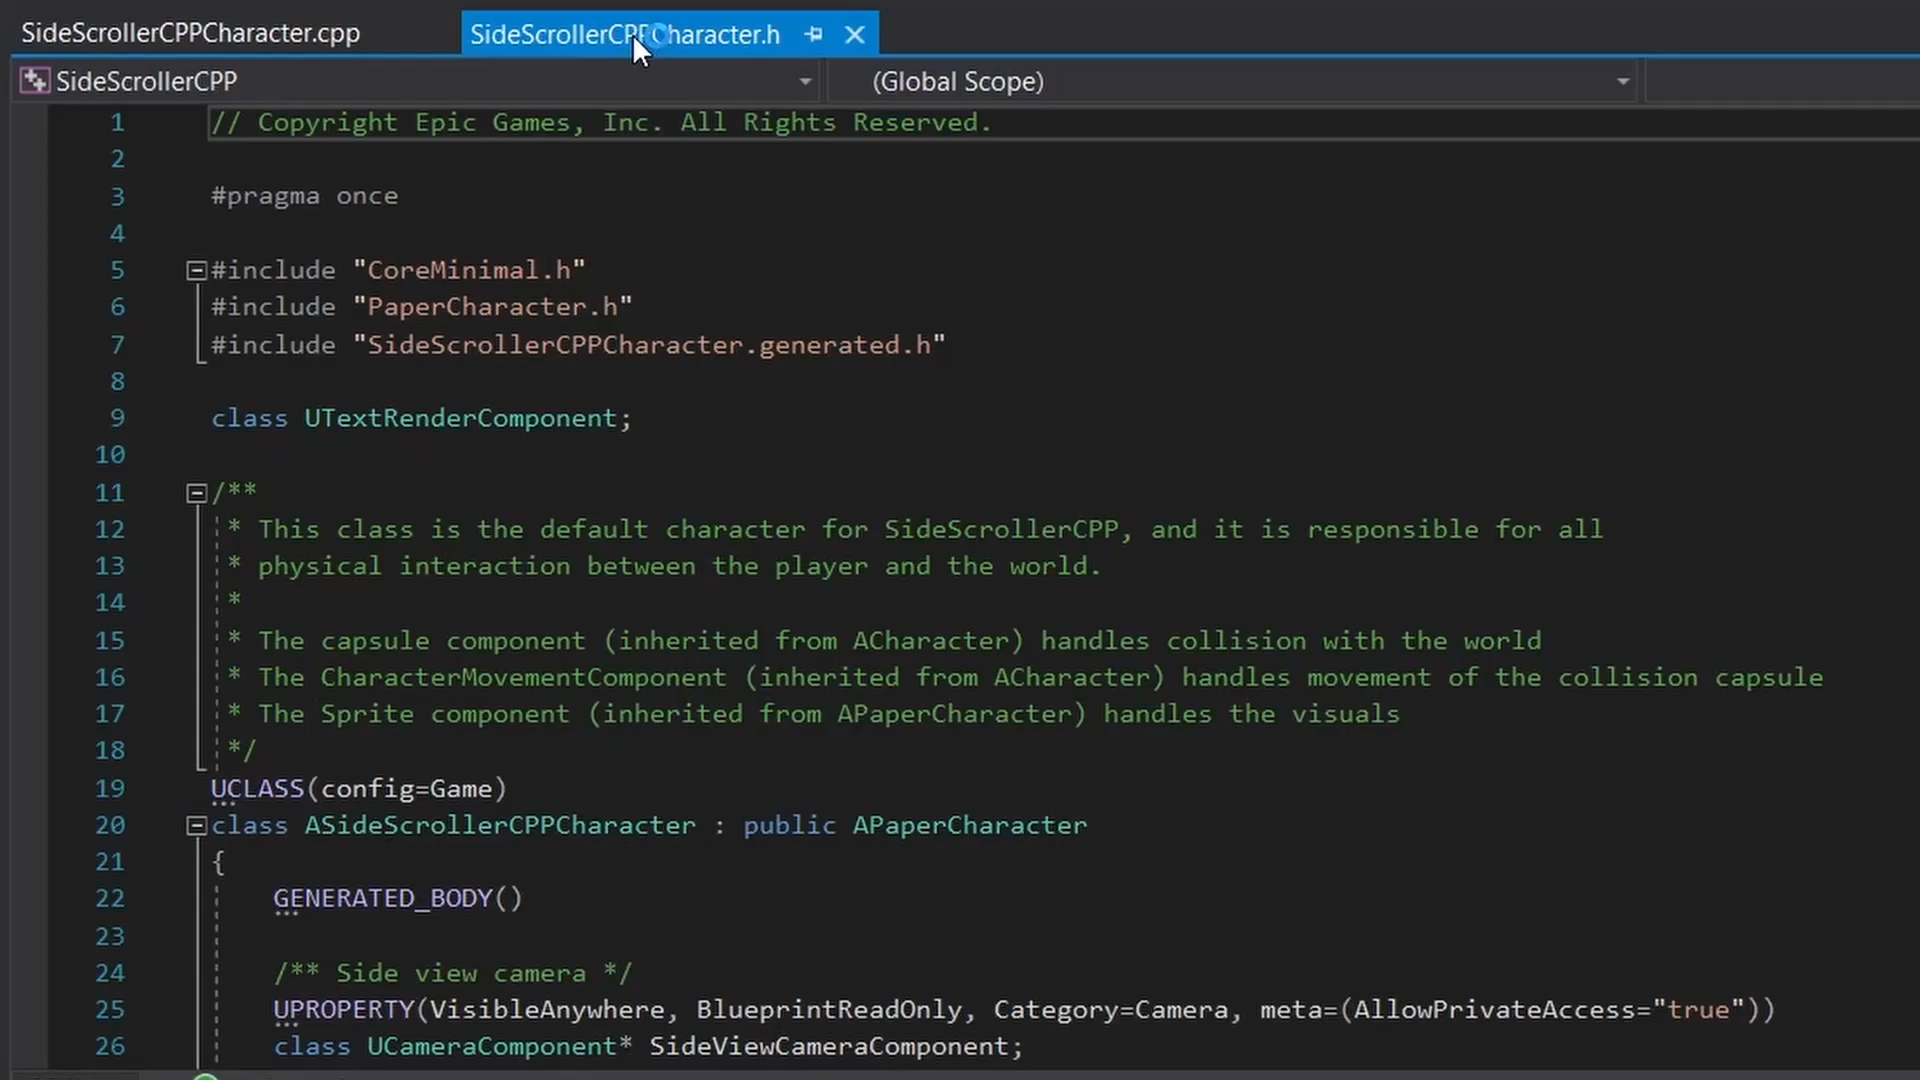 SideScrollerCPPCharacter.cpp
SideScrollerCPPCharacter.h
SideScrollerCPP
(Global Scope)
1 // Copyright Epic Games, Inc. All Rights Reserved.
2
3 #pragma once
4
5 #include "CoreMinimal.h"
6 #include "PaperCharacter.h"
7 #include "SideScrollerCPPCharacter.generated.h"
8
9 class UTextRenderComponent;
10
11 /**
12 * This class is the default character for SideScrollerCPP, and it is responsible for all
13 * physical interaction between the player and the world.
14 *
15 * The capsule component (inherited from ACharacter) handles collision with the world
16 * The CharacterMovementComponent (inherited from ACharacter) handles movement of the collision capsule
17 * The Sprite component (inherited from APaperCharacter) handles the visuals
18 */
19 UCLASS(config=Game)
20 class ASideScrollerCPPCharacter : public APaperCharacter
21 {
22 GENERATED_BODY()
23
24 /** Side view camera */
25 UPROPERTY(VisibleAnywhere, BlueprintReadOnly, Category=Camera, meta=(AllowPrivateAccess="true"))
26 class UCameraComponent* SideViewCameraComponent;